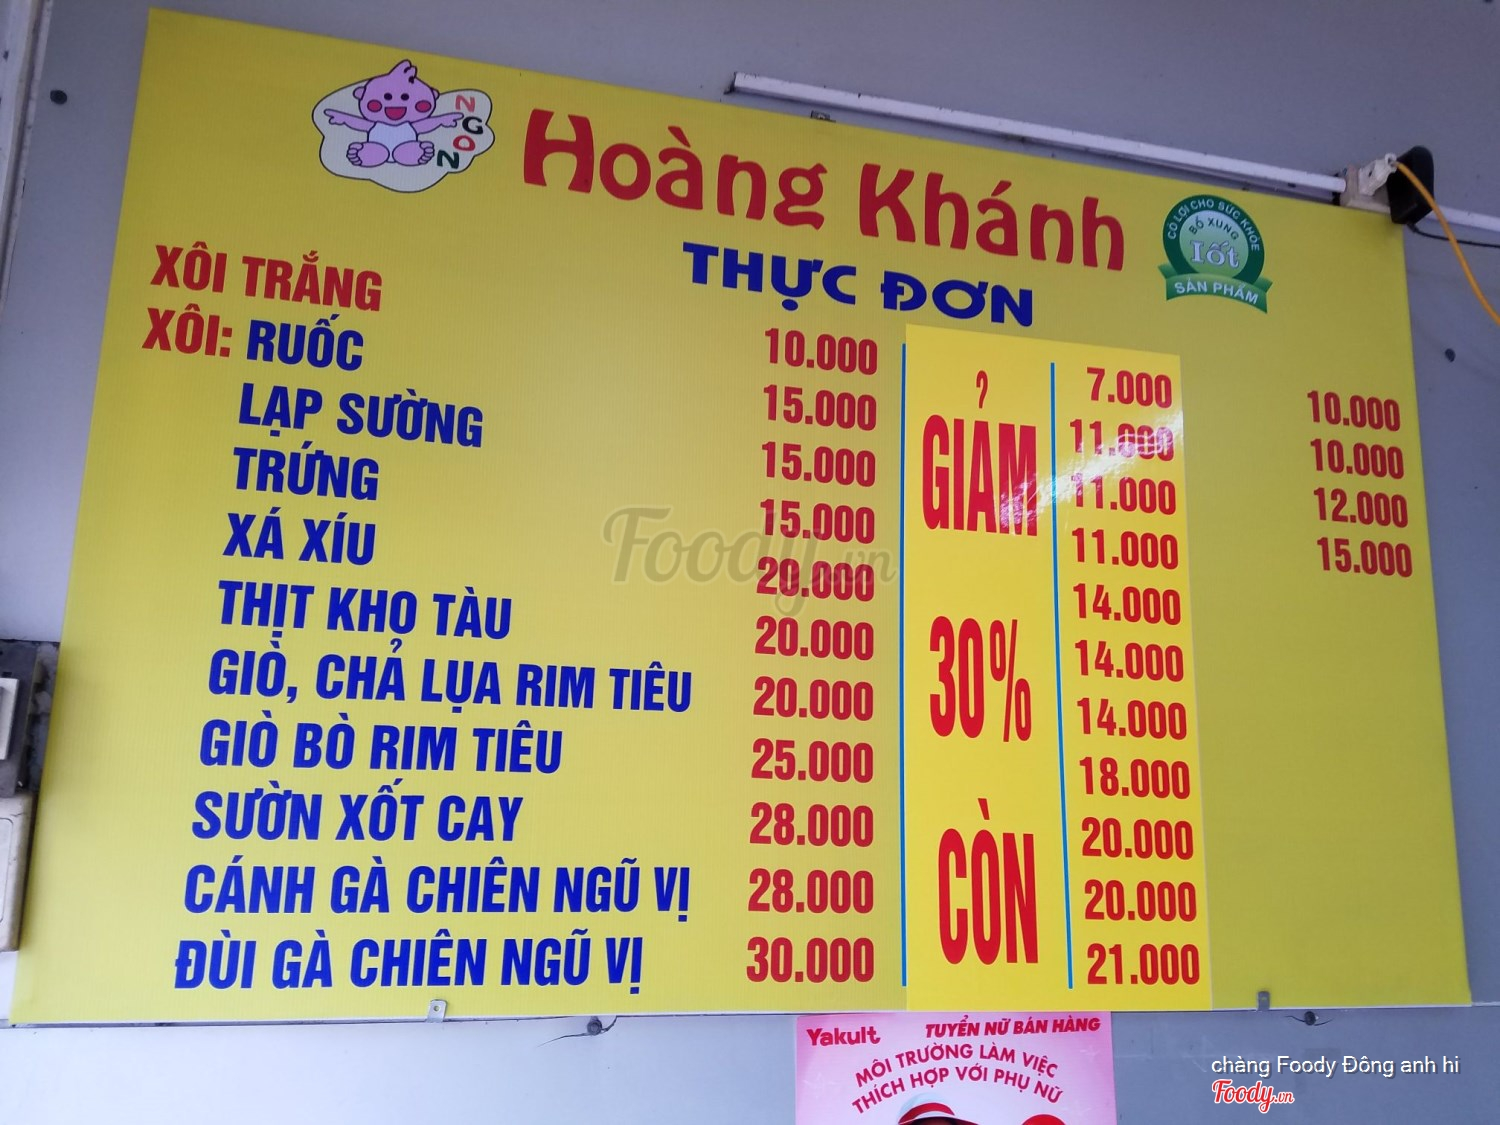 NGON
Hoàng Khánh
CÓ LỢI CHO SỨC KHỎE
BỔ XUNG
Iốt
SẢN PHẨM
THỰC ĐƠN
XÔI TRẮNG 10.000 7.000 10.000
XÔI: RUỐC 15.000 11.000 10.000
LẠP SƯỜNG 15.000 11.000 12.000
TRỨNG 15.000 11.000 15.000
XÁ XÍU 20.000 14.000
THỊT KHO TÀU 20.000 14.000
GIÒ, CHẢ LỤA RIM TIÊU 20.000 14.000
GIÒ BÒ RIM TIÊU 25.000 18.000
SƯỜN XỐT CAY 28.000 20.000
CÁNH GÀ CHIÊN NGŨ VỊ 28.000 20.000
ĐÙI GÀ CHIÊN NGŨ VỊ 30.000 21.000
GIẢM
30%
CÒN
Foody.vn
Yakult TUYỂN NỮ BÁN HÀNG
MÔI TRƯỜNG LÀM VIỆC
THÍCH HỢP VỚI PHỤ NỮ
chàng Foody Đông anh hi
Foody.vn